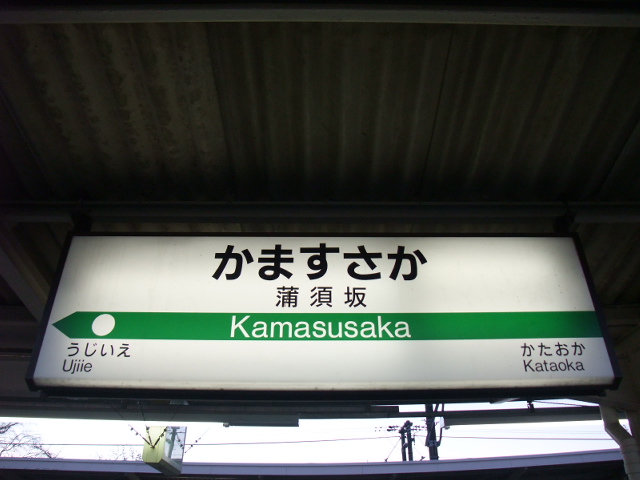 かますさか
蒲須坂
Kamasusaka
うじいえ
Ujiie
かたおか
Kataoka